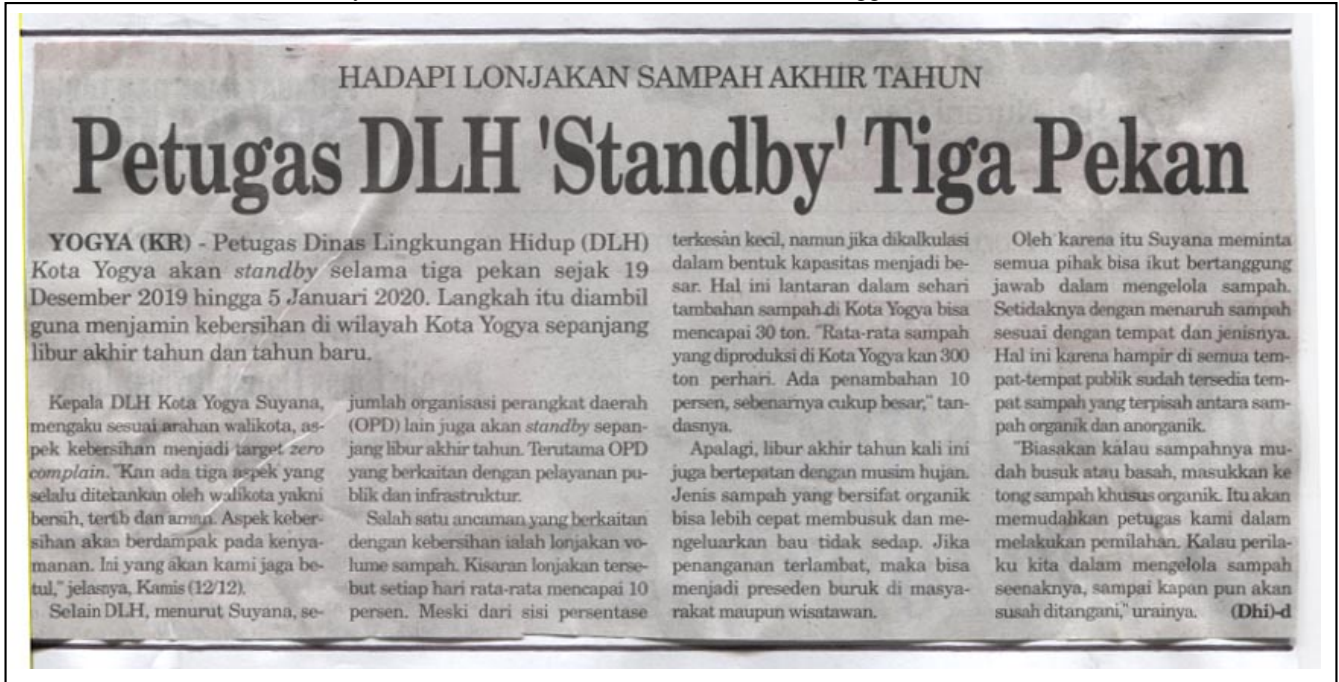 HADAPI LONJAKAN SAMPAH AKHIR TAHUN
Petugas DLH 'Standby' Tiga Pekan
YOGYA (KR) - Petugas Dinas Lingkungan Hidup (DLH)
Kota Yogya akan standby selama tiga pekan sejak 19
Desember 2019 hingga 5 Januari 2020. Langkah itu diambil
guna menjamin kebersihan di wilayah Kota Yogya sepanjang
libur akhir tahun dan tahun baru.
Kepala DLH Kota Yogya Suyana,
mengaku sesuai arahan walikota, as-
pek kebersihan menjadi target zero
complain. "Kan ada tiga aspek yang
selalu ditekankan oleh walikota yakni
bersih, tertib dan aman. Aspek keber-
sihan akan berdampak pada kenya-
manan. Ini yang akan kami jaga be-
tul," jelasnya, Kamis (12/12).
Selain DLH, menurut Suyana, se-
jumlah organisasi perangkat daerah
(OPD) lain juga akan standby sepan-
jang libur akhir tahun. Terutama OPD
yang berkaitan dengan pelayanan pu-
blik dan infrastruktur.
Salah satu ancaman yang berkaitan
dengan kebersihan ialah lonjakan vo-
lume sampah. Kisaran lonjakan terse-
but setiap hari rata-rata mencapai 10
persen. Meski dari sisi persentase
terkesan kecil, namun jika dikalkulasi
dalam bentuk kapasitas menjadi be-
sar. Hal ini lantaran dalam sehari
tambahan sampah di Kota Yogya bisa
mencapai 30 ton. "Rata-rata sampah
yang diproduksi di Kota Yogya kan 300
ton perhari. Ada penambahan 10
persen, sebenarnya cukup besar," tan-
dasnya.
Apalagi, libur akhir tahun kali ini
juga bertepatan dengan musim hujan.
Jenis sampah yang bersifat organik
bisa lebih cepat membusuk dan me-
ngeluarkan bau tidak sedap. Jika
penanganan terlambat, maka bisa
menjadi preseden buruk di masya-
rakat maupun wisatawan.
Oleh karena itu Suyana meminta
semua pihak bisa ikut bertanggung
jawab dalam mengelola sampah.
Setidaknya dengan menaruh sampah
sesuai dengan tempat dan jenisnya.
Hal ini karena hampir di semua tem-
pat-tempat publik sudah tersedia tem-
pat sampah yang terpisah antara sam-
pah organik dan anorganik.
"Biasakan kalau sampahnya mu-
dah busuk atau basah, masukkan ke
tong sampah khusus organik. Itu akan
memudahkan petugas kami dalam
melakukan pemilahan. Kalau perila-
ku kita dalam mengelola sampah
seenaknya, sampai kapan pun akan
susah ditangani," urainya. (Dhi)-d